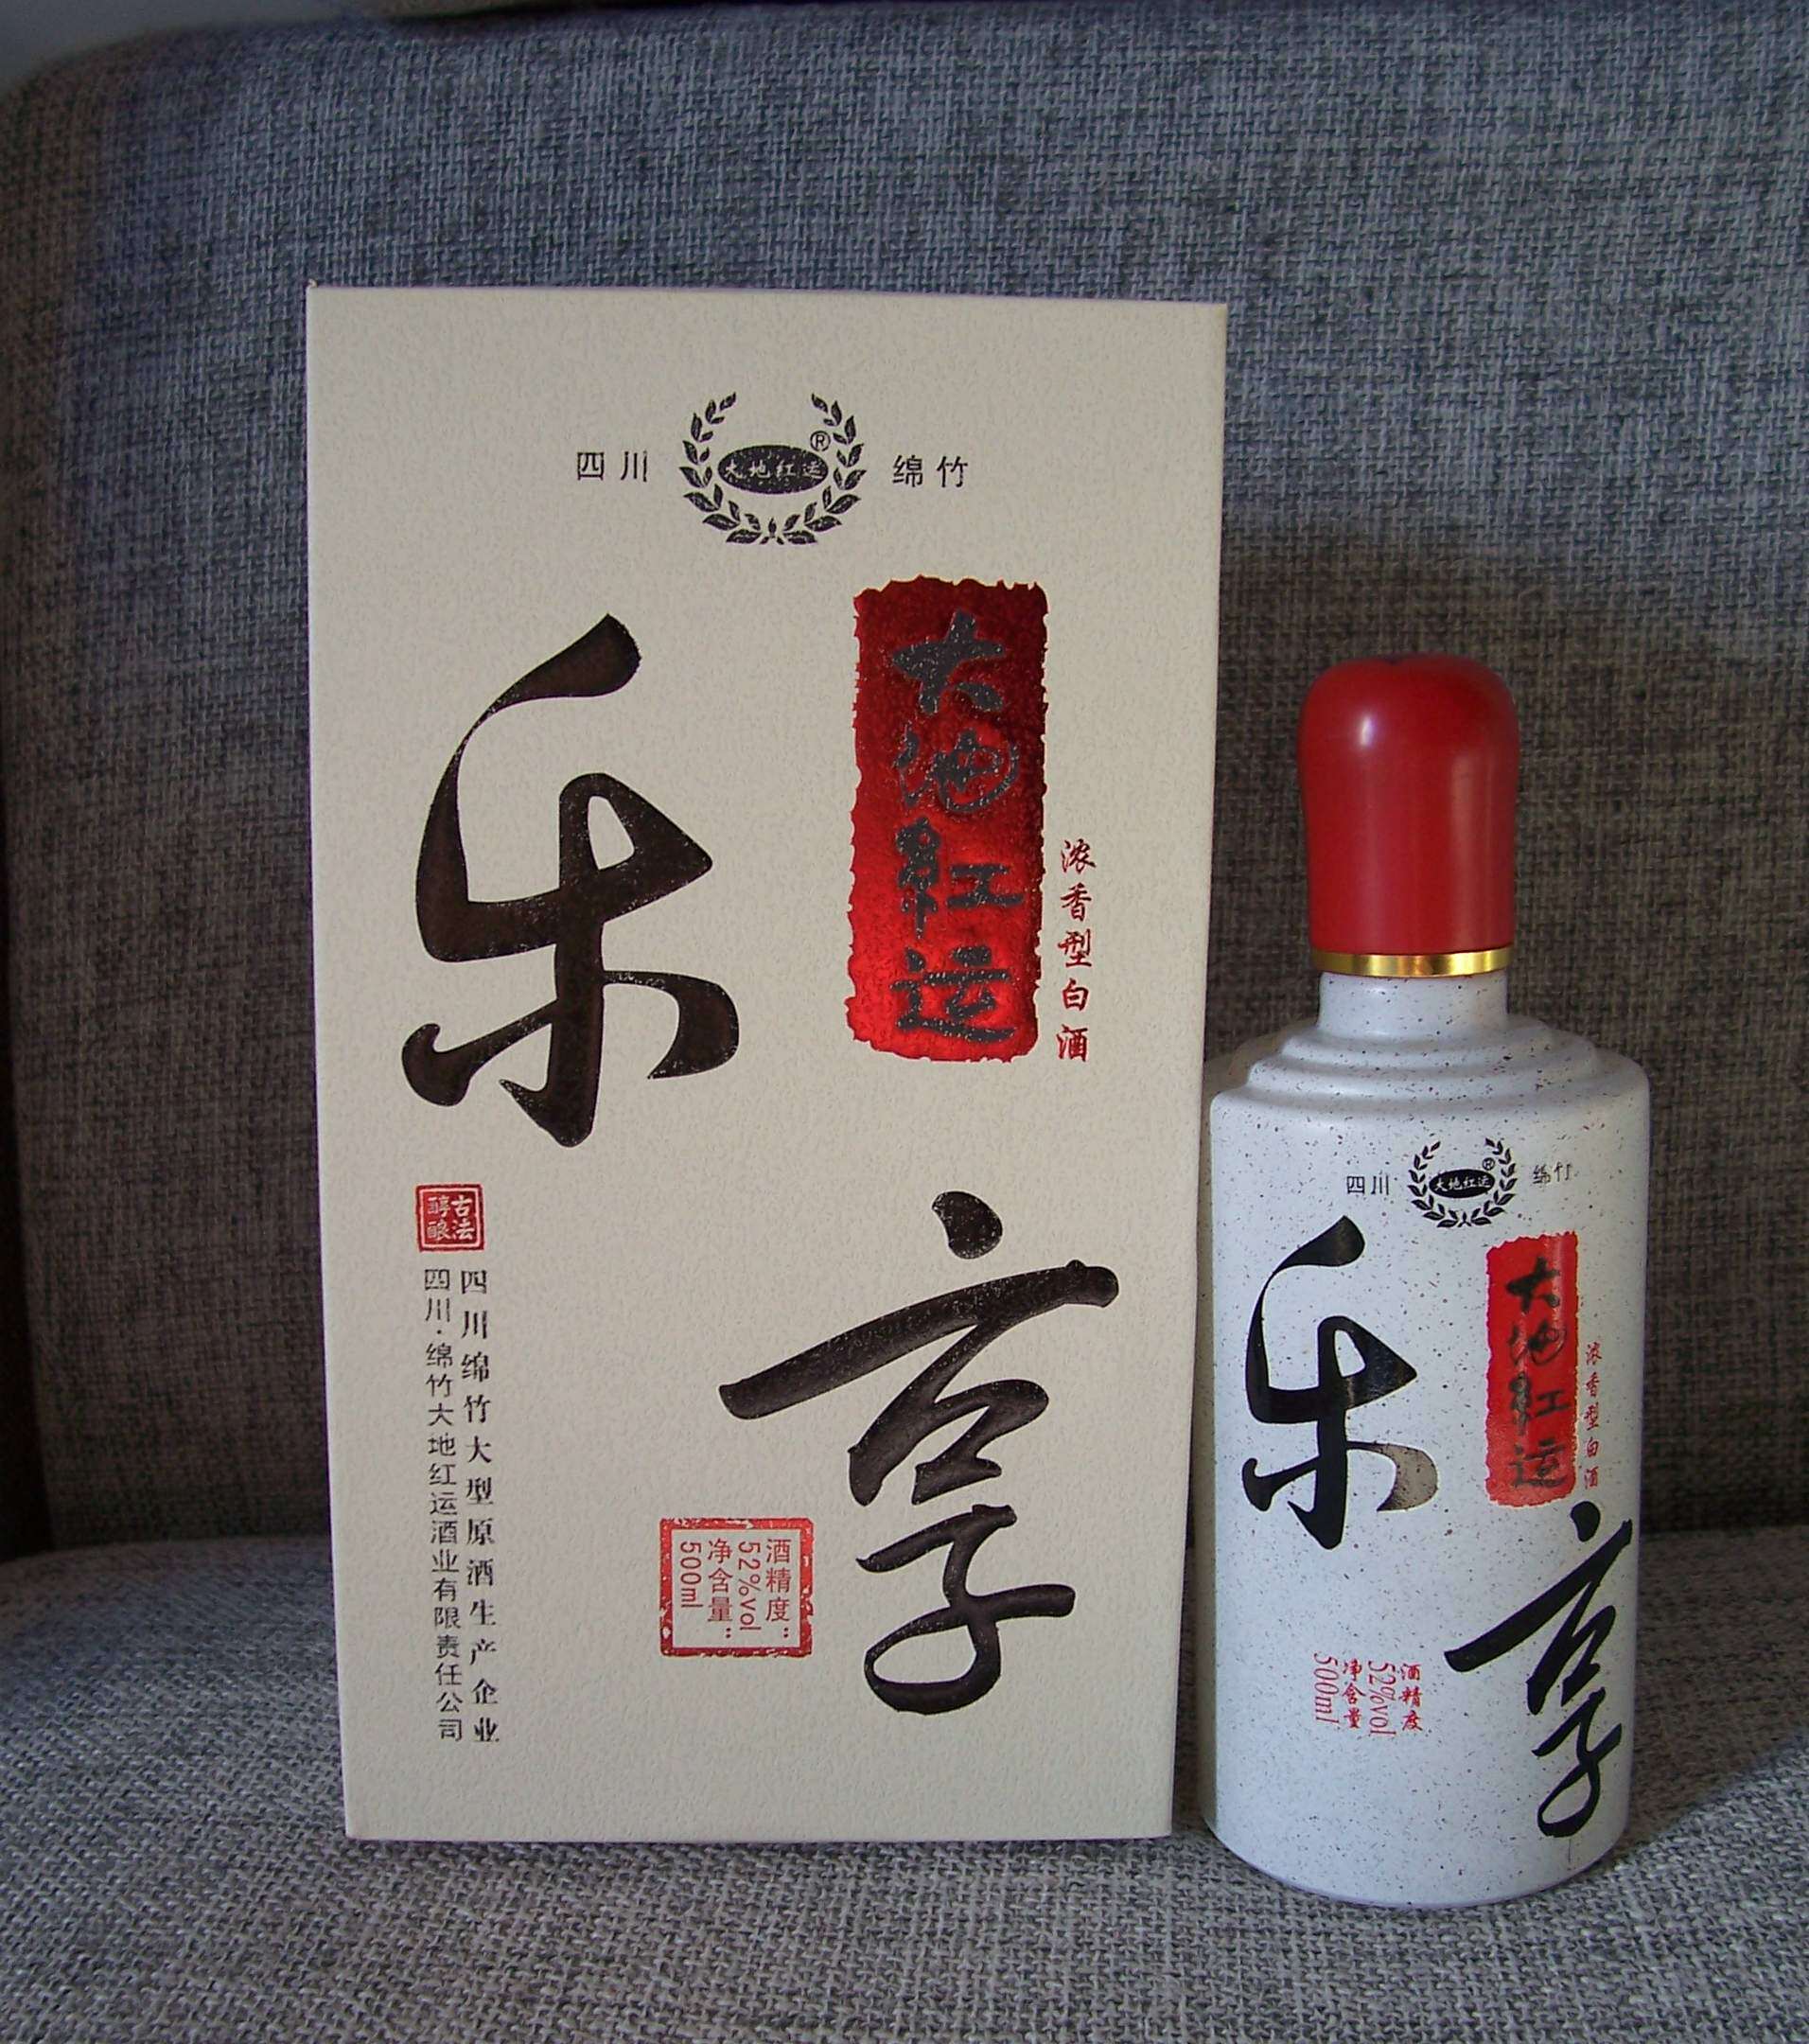 四川
大地红运
®
绵竹
大地红运
浓香型白酒
乐
享
古法
醇酿
四川绵竹大型原酒生产企业
四川·绵竹大地红运酒业有限责任公司
酒精度:
52%vol
净含量:
500ml
四川
大地红运
®
绵竹
大地红运
浓香型白酒
乐
享
酒精度
52%vol
净含量
500ml